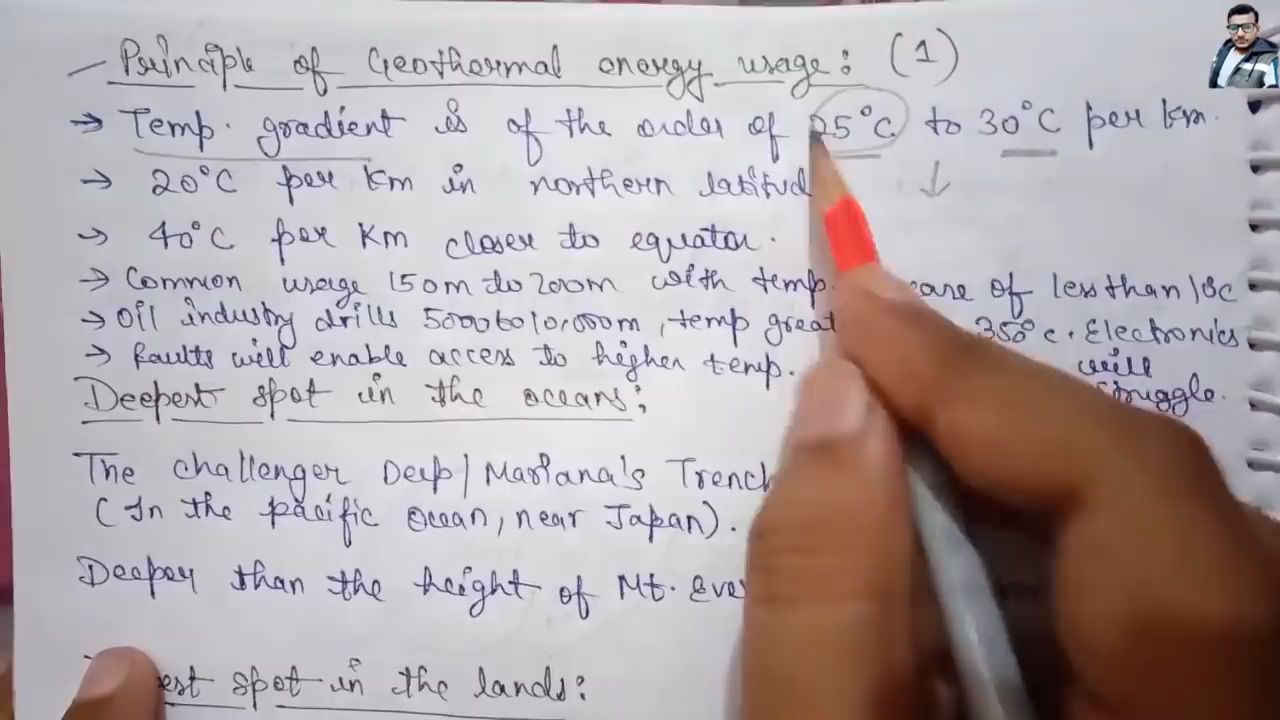 Principle of Geothermal energy usage: (1)
→ Temp. gradient is of the order of 25°C to 30°C per km.
→ 20°C per Km in northern latitud
→ 40°C per Km closer to equator.
→ Common usage 150m to 200m with temp. of less than 18c
→ Oil industry drills 5000 to 10,000m, temp great 350°c. Electronics
→ Faults will enable access to higher temp. will
struggle.
Deepest spot in the oceans:
The challenger Deep/Mariana's Trench
(In the pacific Ocean, near Japan).
Deeper than the height of Mt. Eve
est spot in the lands: